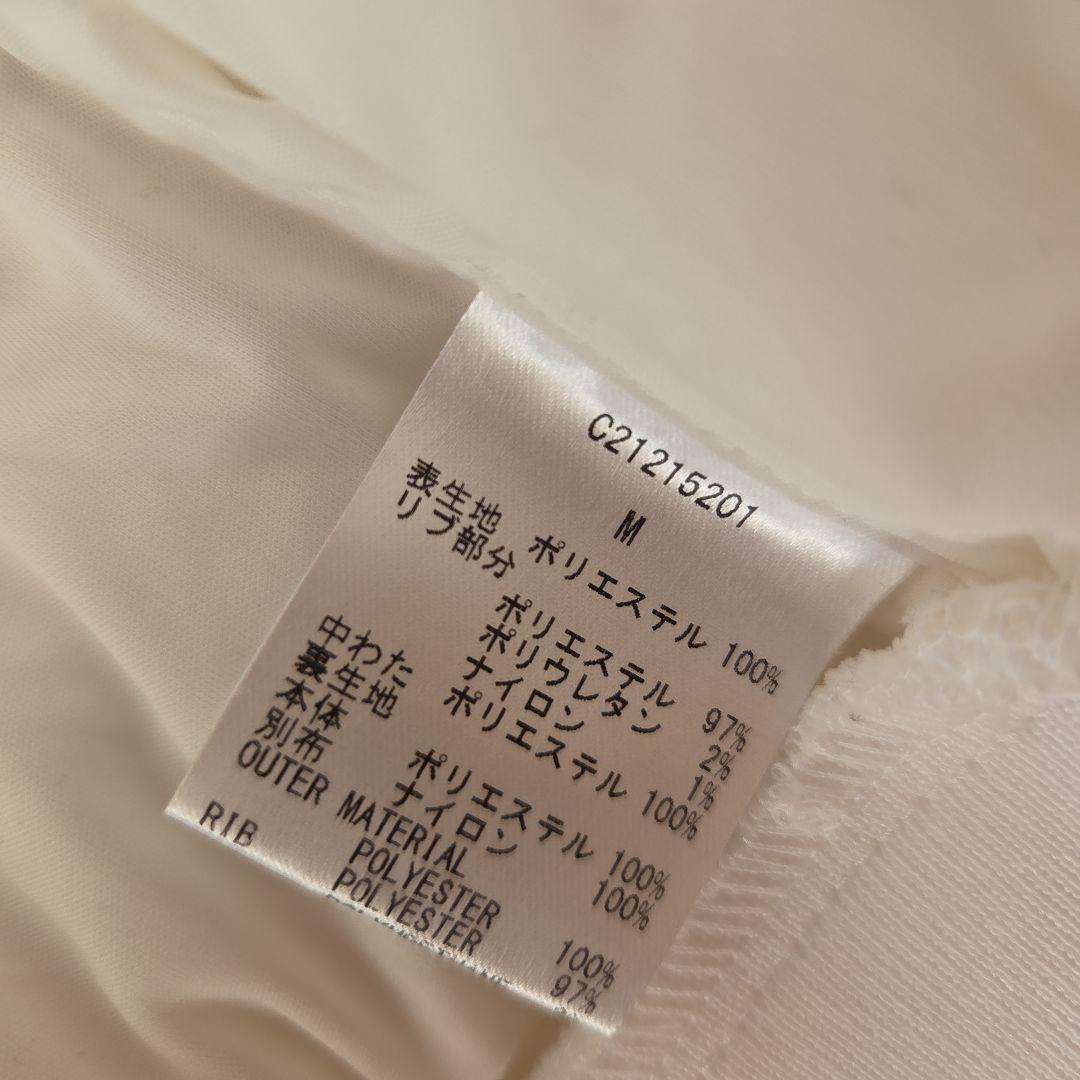 C21215201
M
表生地
ポリエステル 100%
リブ部分
ポリエステル 97%
ポリウレタン 2%
ナイロン 1%
中わた ポリエステル 100%
裏生地
本体 ポリエステル 100%
別布 ナイロン 100%
OUTER MATERIAL
POLYESTER 100%
RIB POLYESTER 97%